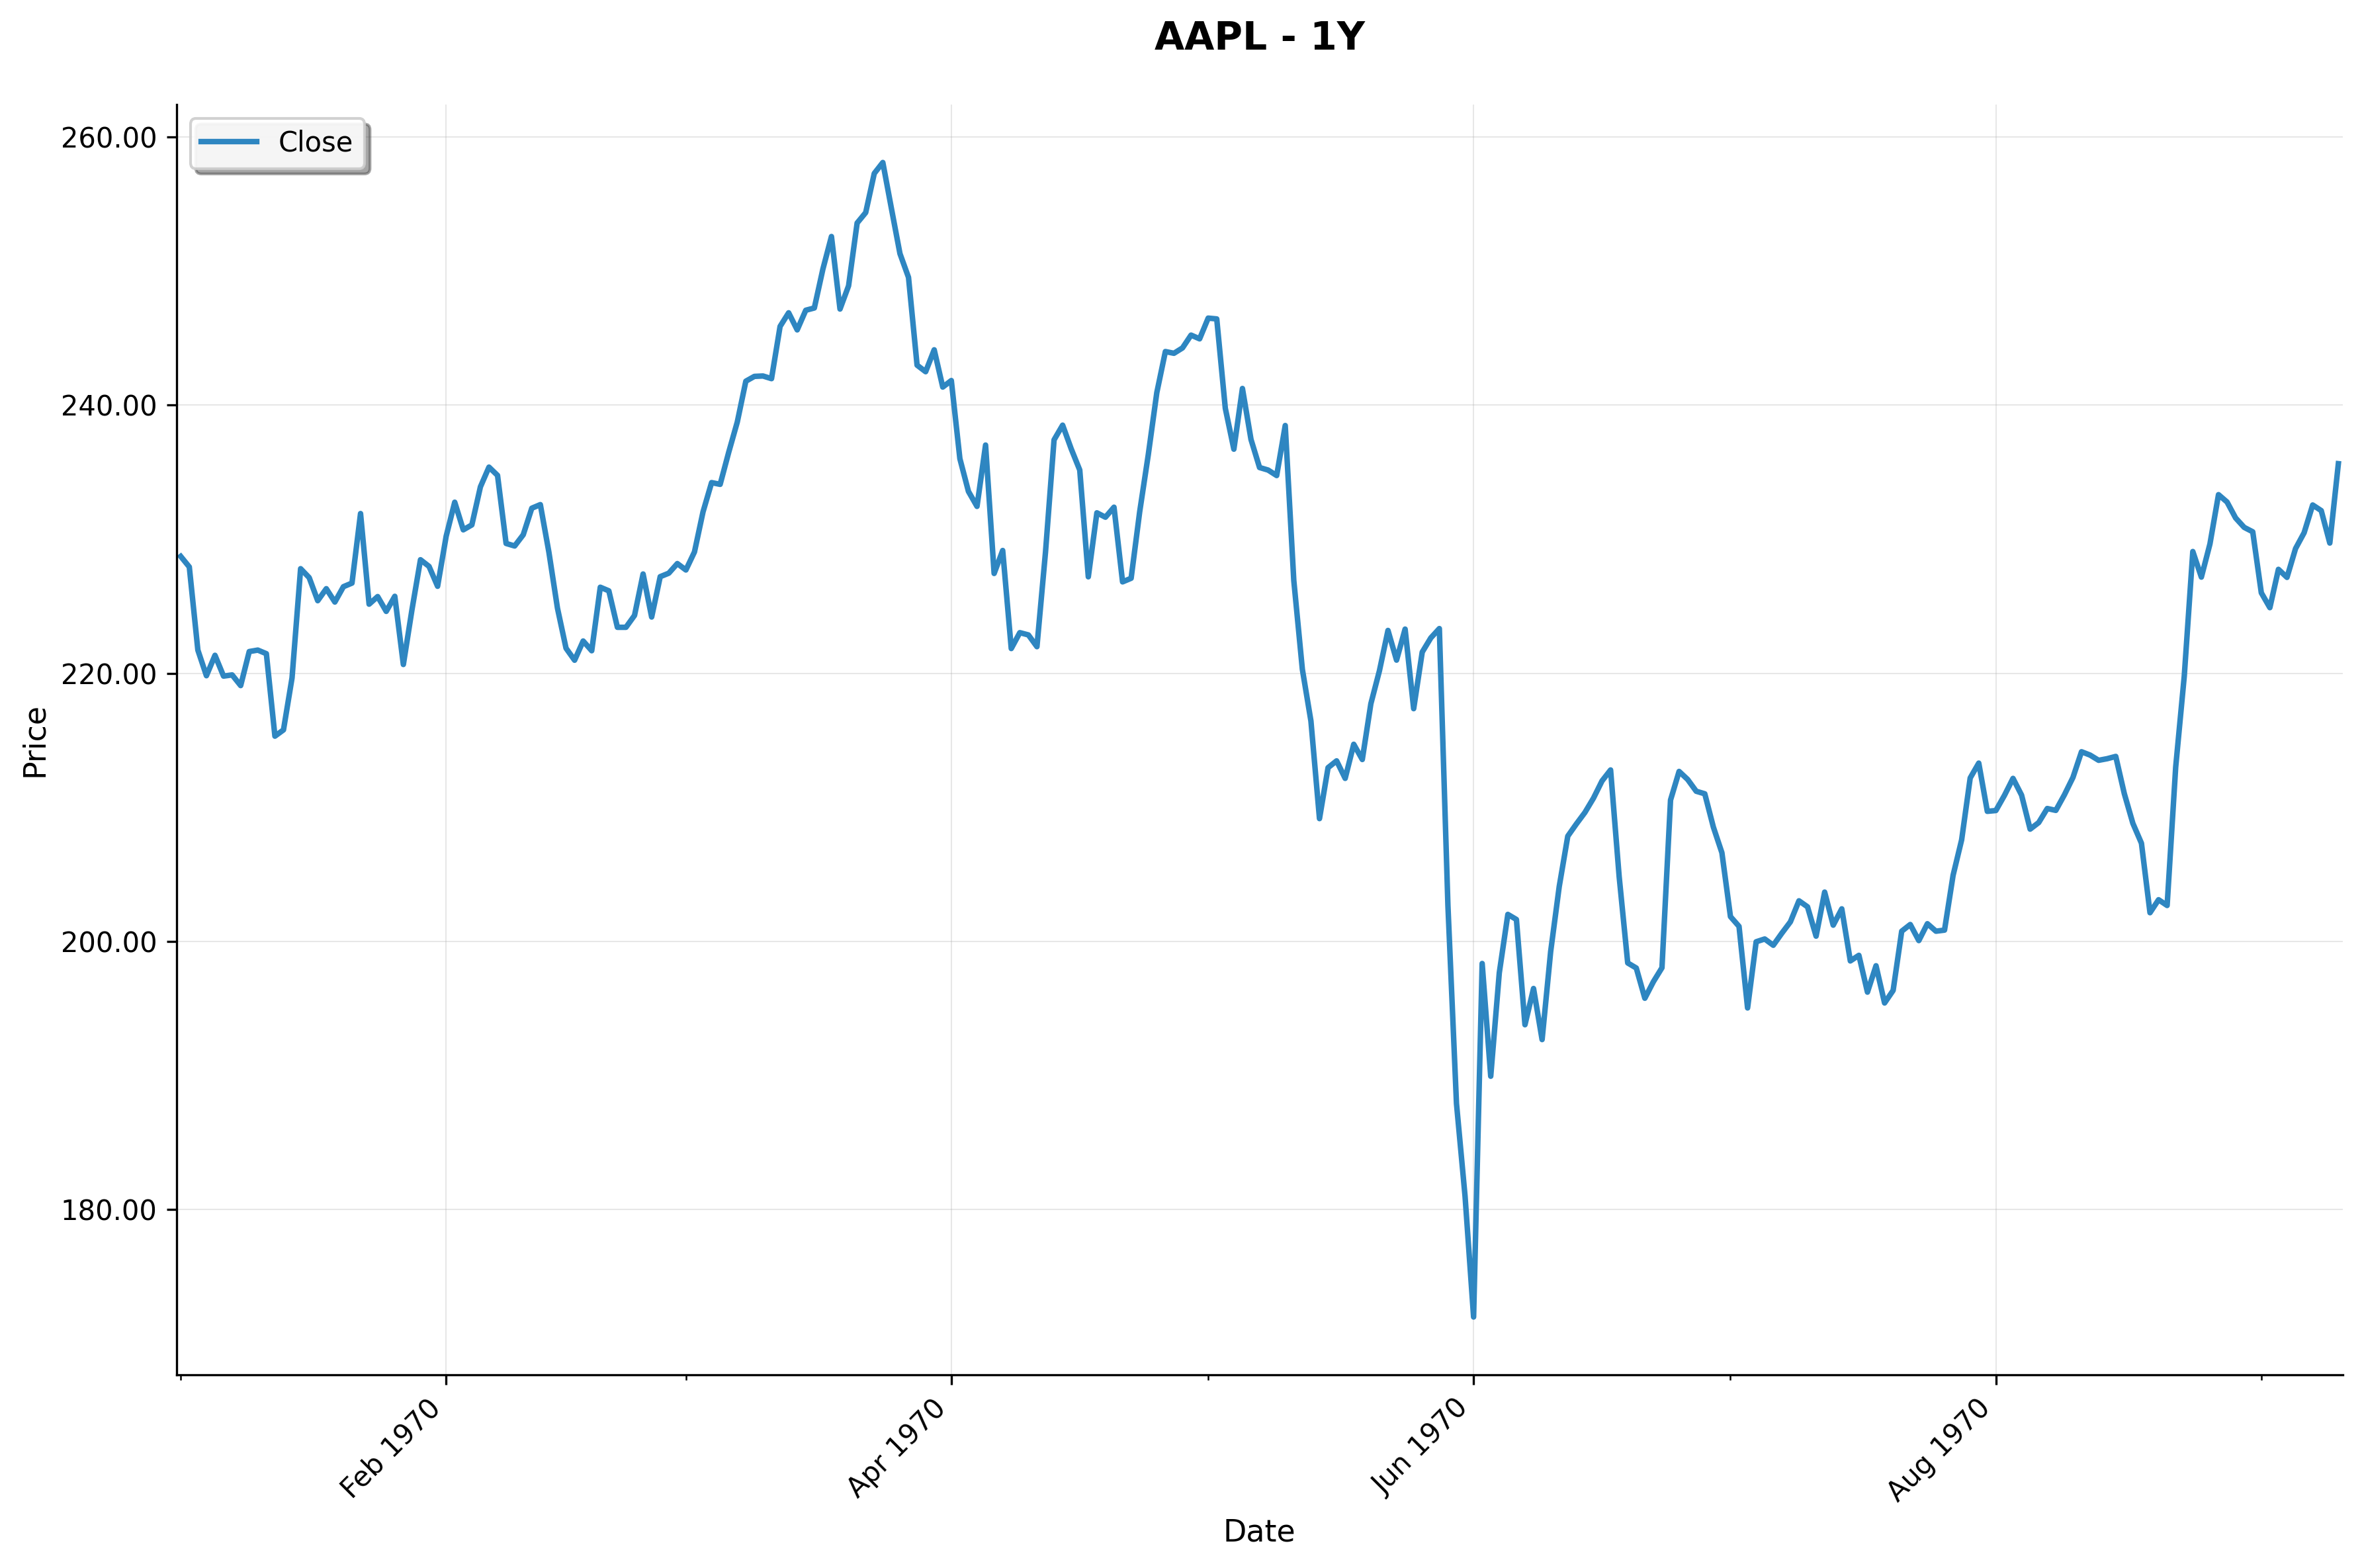 AAPL - 1Y
Close
260.00
240.00
220.00
200.00
180.00
Price
Feb 1970
Apr 1970
Jun 1970
Aug 1970
Date